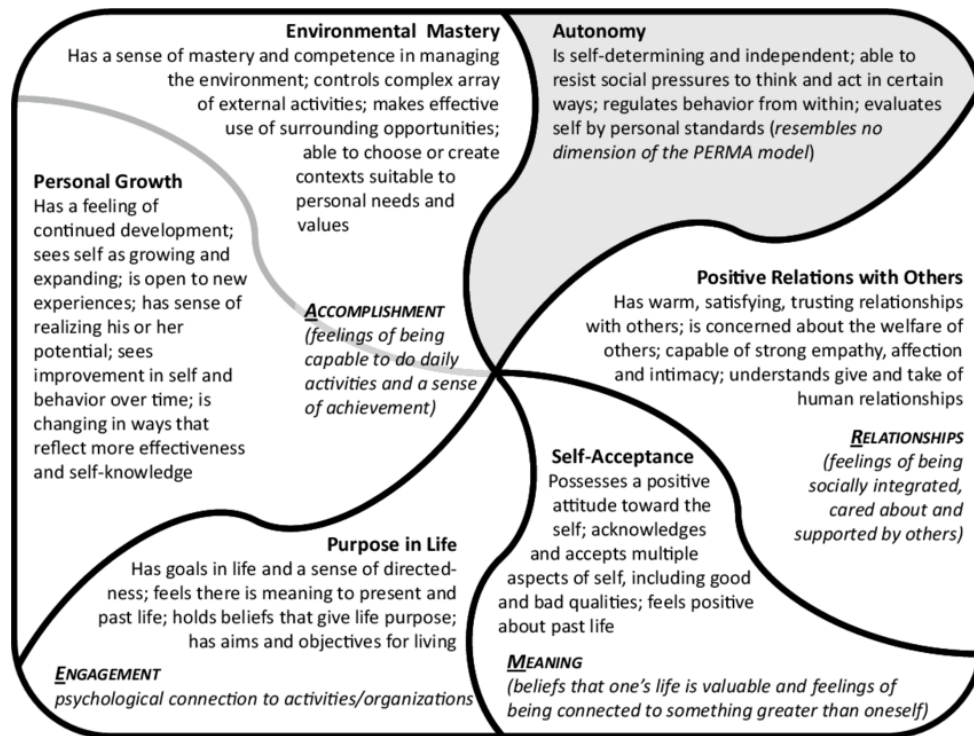 Environmental Mastery
Has a sense of mastery and competence in managing
the environment; controls complex array
of external activities; makes effective
use of surrounding opportunities;
able to choose or create
contexts suitable to
personal needs and
values
Autonomy
Is self-determining and independent; able to
resist social pressures to think and act in certain
ways; regulates behavior from within; evaluates
self by personal standards (resembles no
dimension of the PERMA model)
Personal Growth
Has a feeling of
continued development;
sees self as growing and
expanding; is open to new
experiences; has sense of
realizing his or her
potential; sees
improvement in self and
behavior over time; is
changing in ways that
reflect more effectiveness
and self-knowledge
ACCOMPLISHMENT
(feelings of being
capable to do daily
activities and a sense
of achievement)
Positive Relations with Others
Has warm, satisfying, trusting relationships
with others; is concerned about the welfare of
others; capable of strong empathy, affection
and intimacy; understands give and take of
human relationships
RELATIONSHIPS
(feelings of being
socially integrated,
cared about and
supported by others)
Purpose in Life
Has goals in life and a sense of directed-
ness; feels there is meaning to present and
past life; holds beliefs that give life purpose;
has aims and objectives for living
ENGAGEMENT
psychological connection to activities/organizations
Self-Acceptance
Possesses a positive
attitude toward the
self; acknowledges
and accepts multiple
aspects of self, including good
and bad qualities; feels positive
about past life
MEANING
(beliefs that one's life is valuable and feelings of
being connected to something greater than oneself)